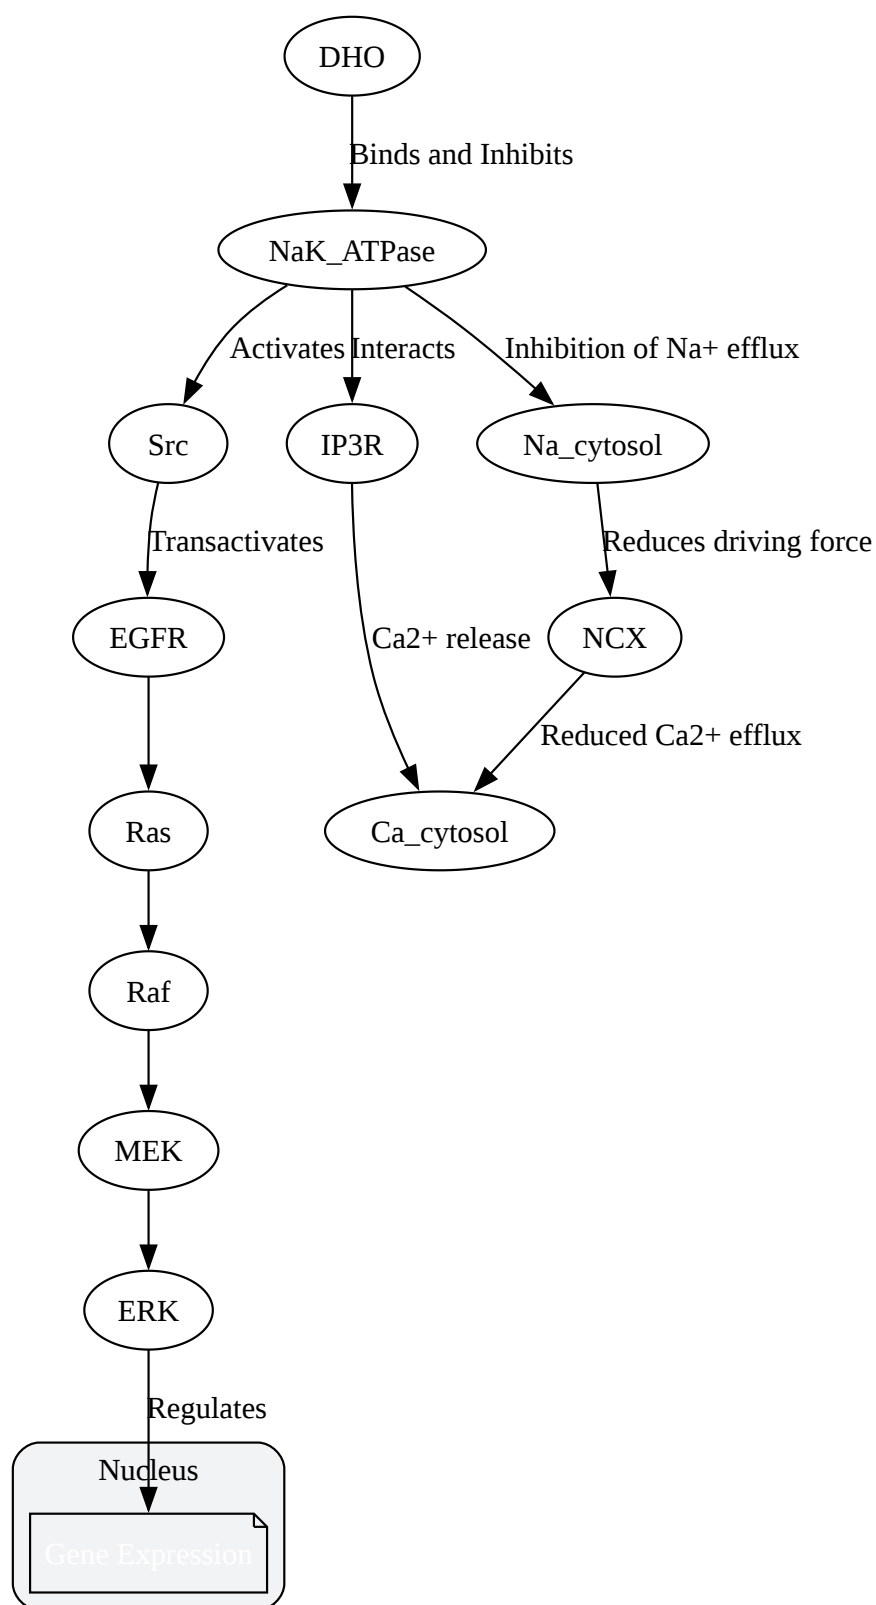 DHO
Binds and Inhibits
NaK_ATPase
Activates
Interacts
Inhibition of Na+ efflux
Src
IP3R
Na_cytosol
Transactivates
Reduces driving force
EGFR
Ca2+ release
NCX
Reduced Ca2+ efflux
Ras
Ca_cytosol
Raf
MEK
ERK
Regulates
Nucleus
Gene Expression